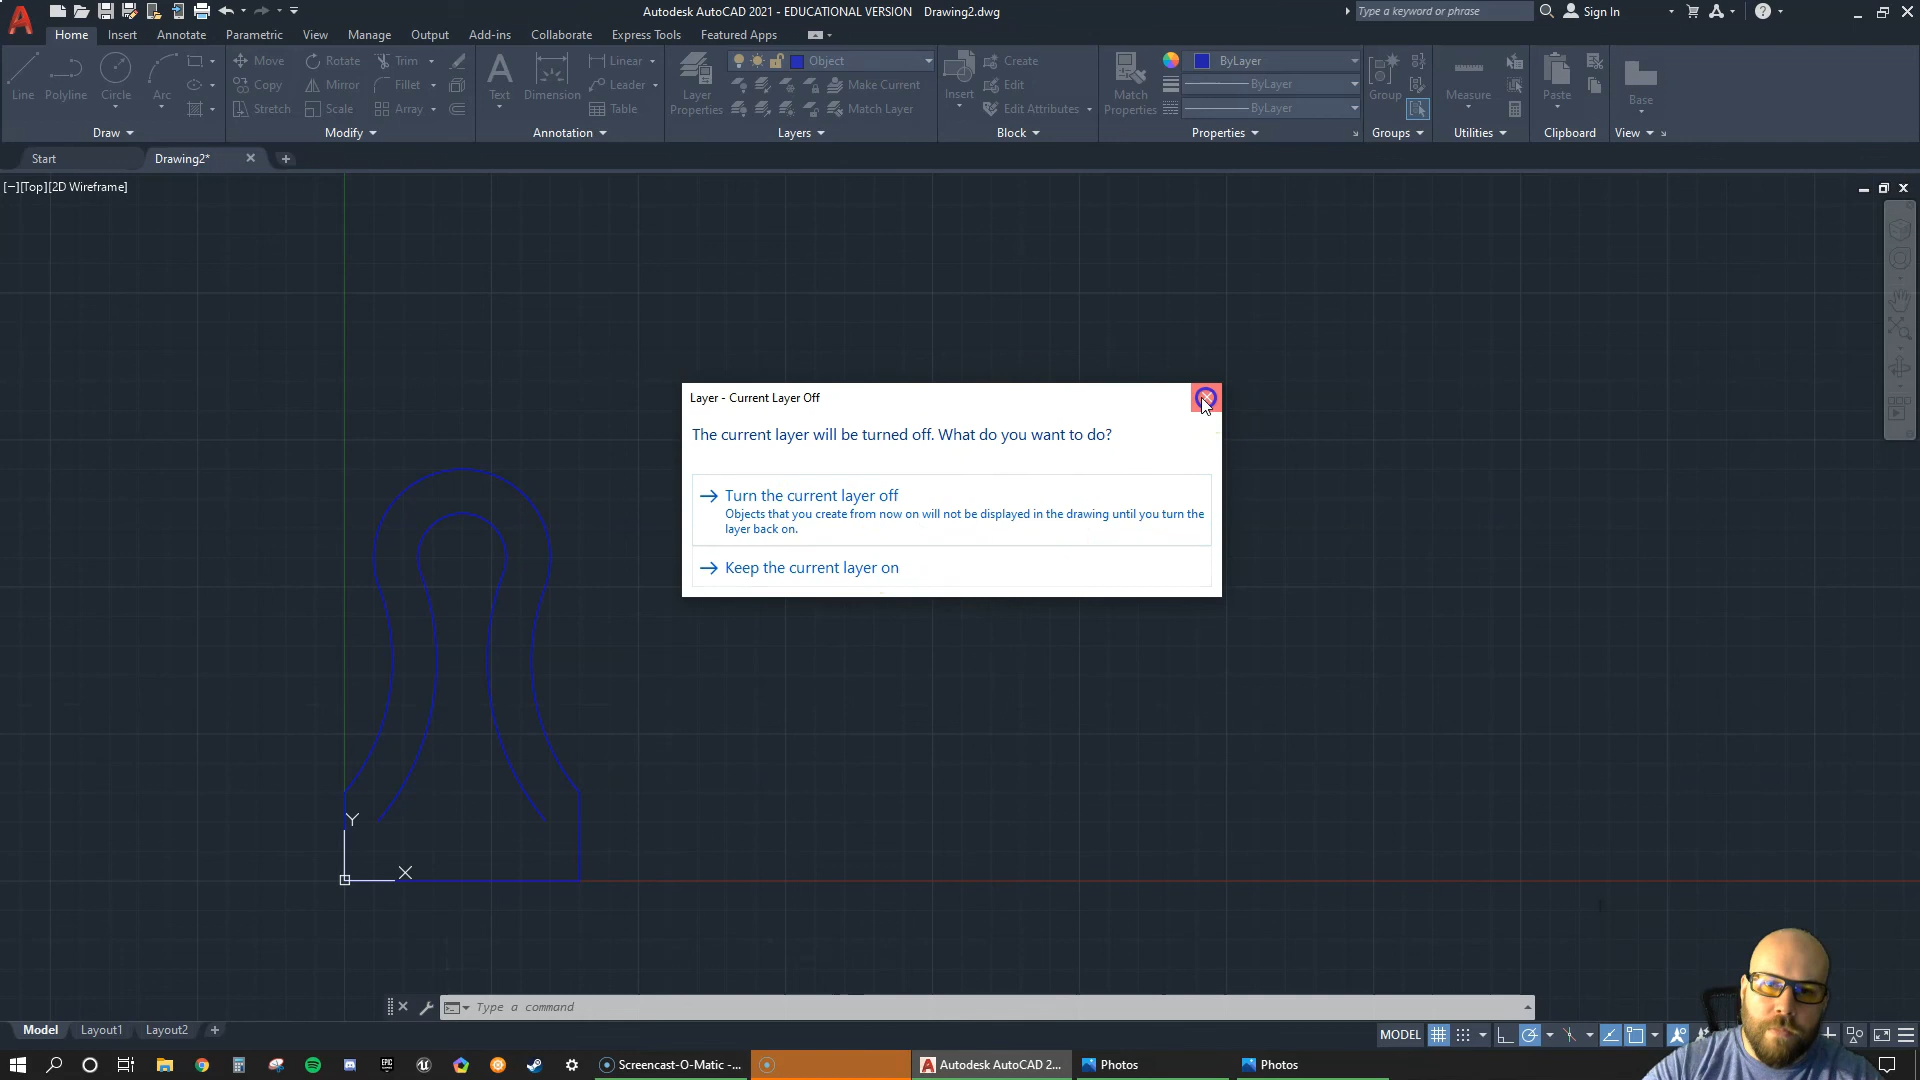 Autodesk AutoCAD 2021 - EDUCATIONAL VERSION Drawing2.dwg
Type a keyword or phrase
Sign In
Home Insert Annotate Parametric View Manage Output Add-ins Collaborate Express Tools Featured Apps
Line Polyline Circle Arc
Move Rotate Trim
Copy Mirror Fillet
Stretch Scale Array
Text Dimension
Linear
Leader
Table
Layer Properties
Object
Make Current
Match Layer
Insert
Create
Edit
Edit Attributes
Match Properties
ByLayer
ByLayer
ByLayer
Group
Measure
Paste
Base
Draw Modify Annotation Layers Block Properties Groups Utilities Clipboard View
Start Drawing2*
[−][Top][2D Wireframe]
Layer - Current Layer Off
The current layer will be turned off. What do you want to do?
Turn the current layer off
Objects that you create from now on will not be displayed in the drawing until you turn the
layer back on.
Keep the current layer on
Y
X
Type a command
Model Layout1 Layout2
MODEL
Screencast-O-Matic -...
Autodesk AutoCAD 2...
Photos
Photos